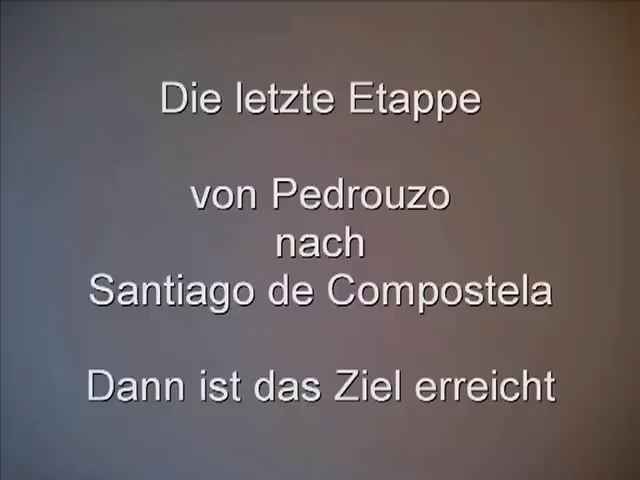 Die letzte Etappe
von Pedrouzo
nach
Santiago de Compostela
Dann ist das Ziel erreicht